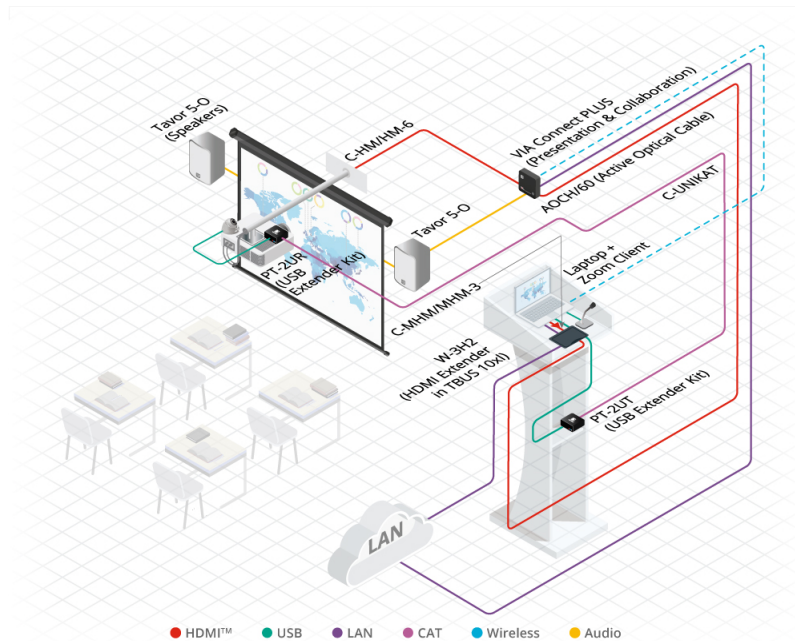 Tavor 5-O
(Speakers)
C-HM/HM-6
VIA Connect PLUS
(Presentation & Collaboration)
AOCH/60 (Active Optical Cable)
C-UNIKAT
Tavor 5-O
PT-2UR
(USB
Extender Kit)
C-MHM/MHM-3
Laptop +
Zoom Client
W-3H2
(HDMI Extender
in TBUS 10xl)
PT-2UT
(USB Extender Kit)
LAN
HDMI™
USB
LAN
CAT
Wireless
Audio